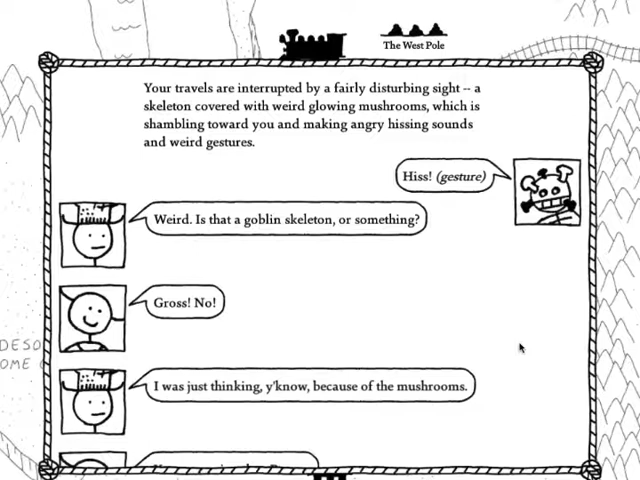 The West Pole
Your travels are interrupted by a fairly disturbing sight -- a
skeleton covered with weird glowing mushrooms, which is
shambling toward you and making angry hissing sounds
and weird gestures.
Hiss! (gesture)
Weird. Is that a goblin skeleton, or something?
Gross! No!
DESO
OME
I was just thinking, y'know, because of the mushrooms.